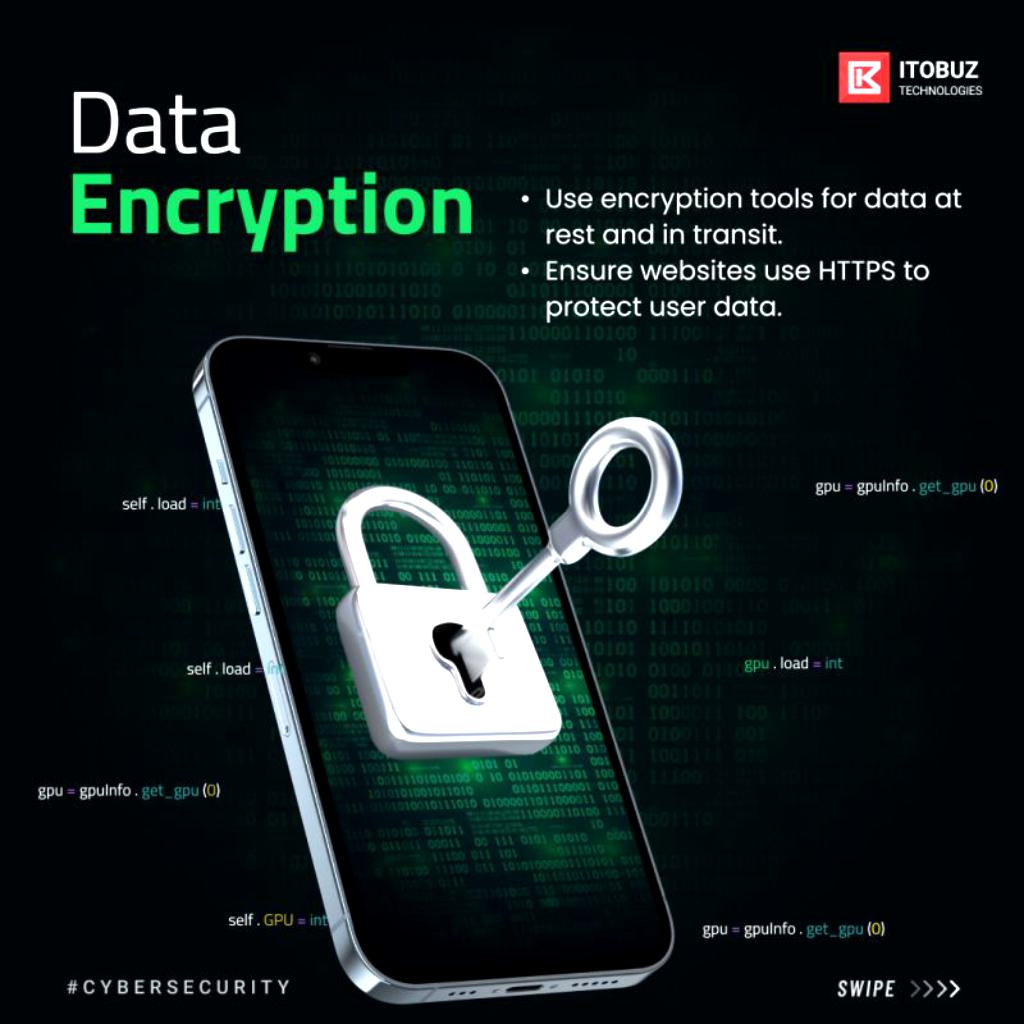 ITOBUZ
TECHNOLOGIES
Data
Encryption
• Use encryption tools for data at
rest and in transit.
• Ensure websites use HTTPS to
protect user data.
gpu = gpuInfo . get_gpu (0)
self . load = int
gpu . load = int
self . load = int
gpu = gpuInfo . get_gpu (0)
self . GPU = int
gpu = gpuInfo . get_gpu (0)
#CYBERSECURITY
SWIPE >>>>